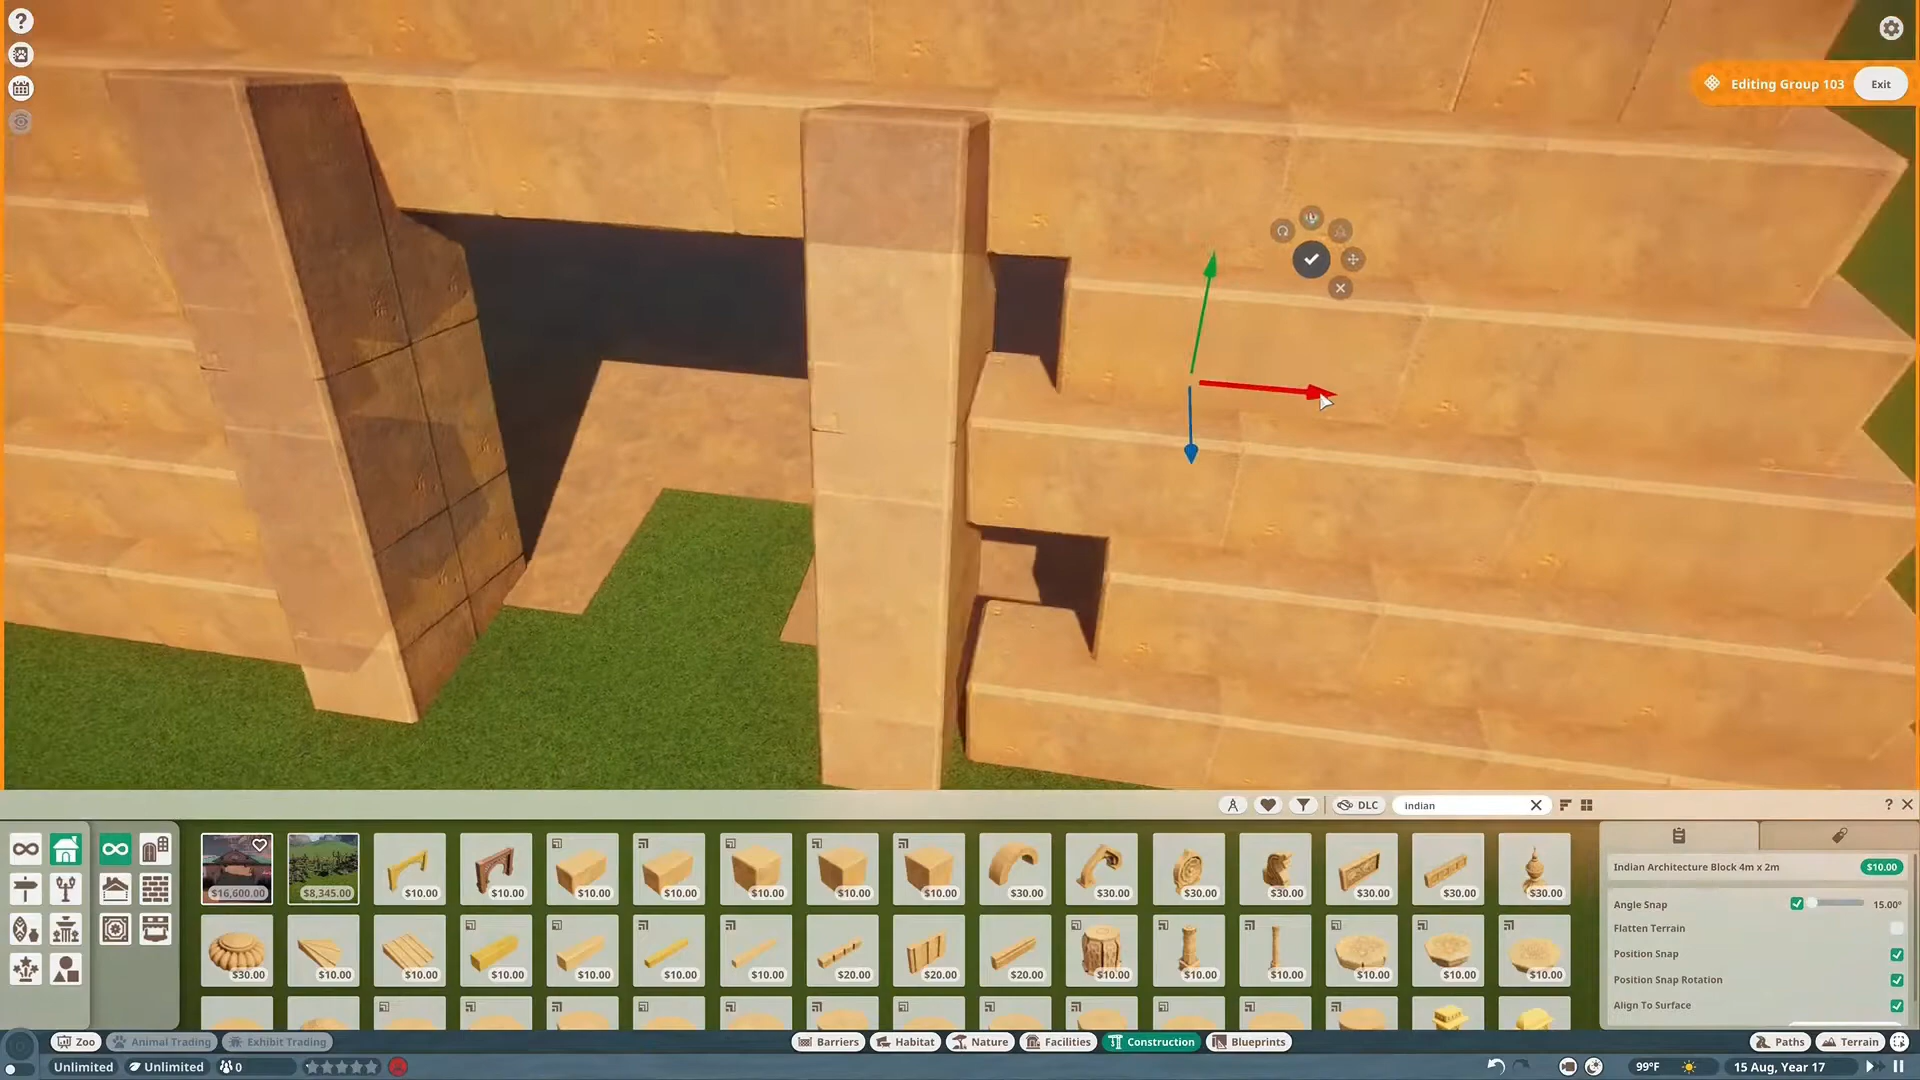 ?
Editing Group 103
Exit
DLC
indian
?
$16,600.00
$8,345.00
$10.00
$10.00
$10.00
$10.00
$10.00
$10.00
$10.00
$30.00
$30.00
$30.00
$30.00
$30.00
$30.00
$30.00
$30.00
$10.00
$10.00
$10.00
$10.00
$10.00
$10.00
$20.00
$20.00
$20.00
$10.00
$10.00
$10.00
$10.00
$10.00
$10.00
Indian Architecture Block 4m x 2m
$10.00
Angle Snap
15.00°
Flatten Terrain
Position Snap
Position Snap Rotation
Align To Surface
Zoo
Animal Trading
Exhibit Trading
Barriers
Habitat
Nature
Facilities
Construction
Blueprints
Paths
Terrain
Unlimited
Unlimited
0
99°F
15 Aug, Year 17